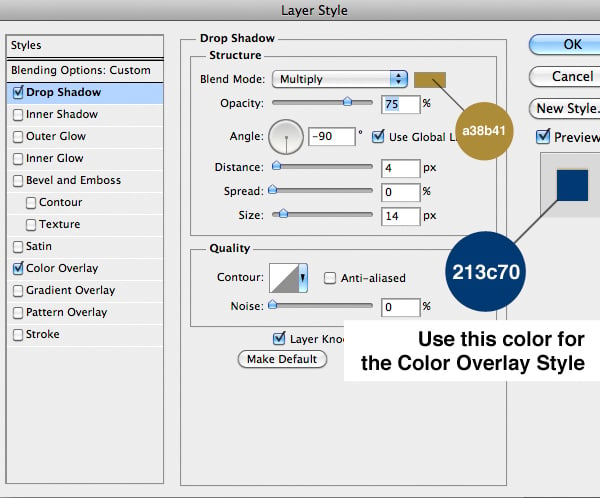 Layer Style
Styles
Blending Options: Custom
Drop Shadow
Inner Shadow
Outer Glow
Inner Glow
Bevel and Emboss
Contour
Texture
Satin
Color Overlay
Gradient Overlay
Pattern Overlay
Stroke
Drop Shadow
Structure
Blend Mode: Multiply
Opacity: 75 %
Angle: -90 ° Use Global L
a38b41
Distance: 4 px
Spread: 0 %
Size: 14 px
Quality
Contour: Anti-aliased
Noise: 0 %
Layer Kno
Make Default
OK
Cancel
New Style...
Preview
213c70
Use this color for
the Color Overlay Style